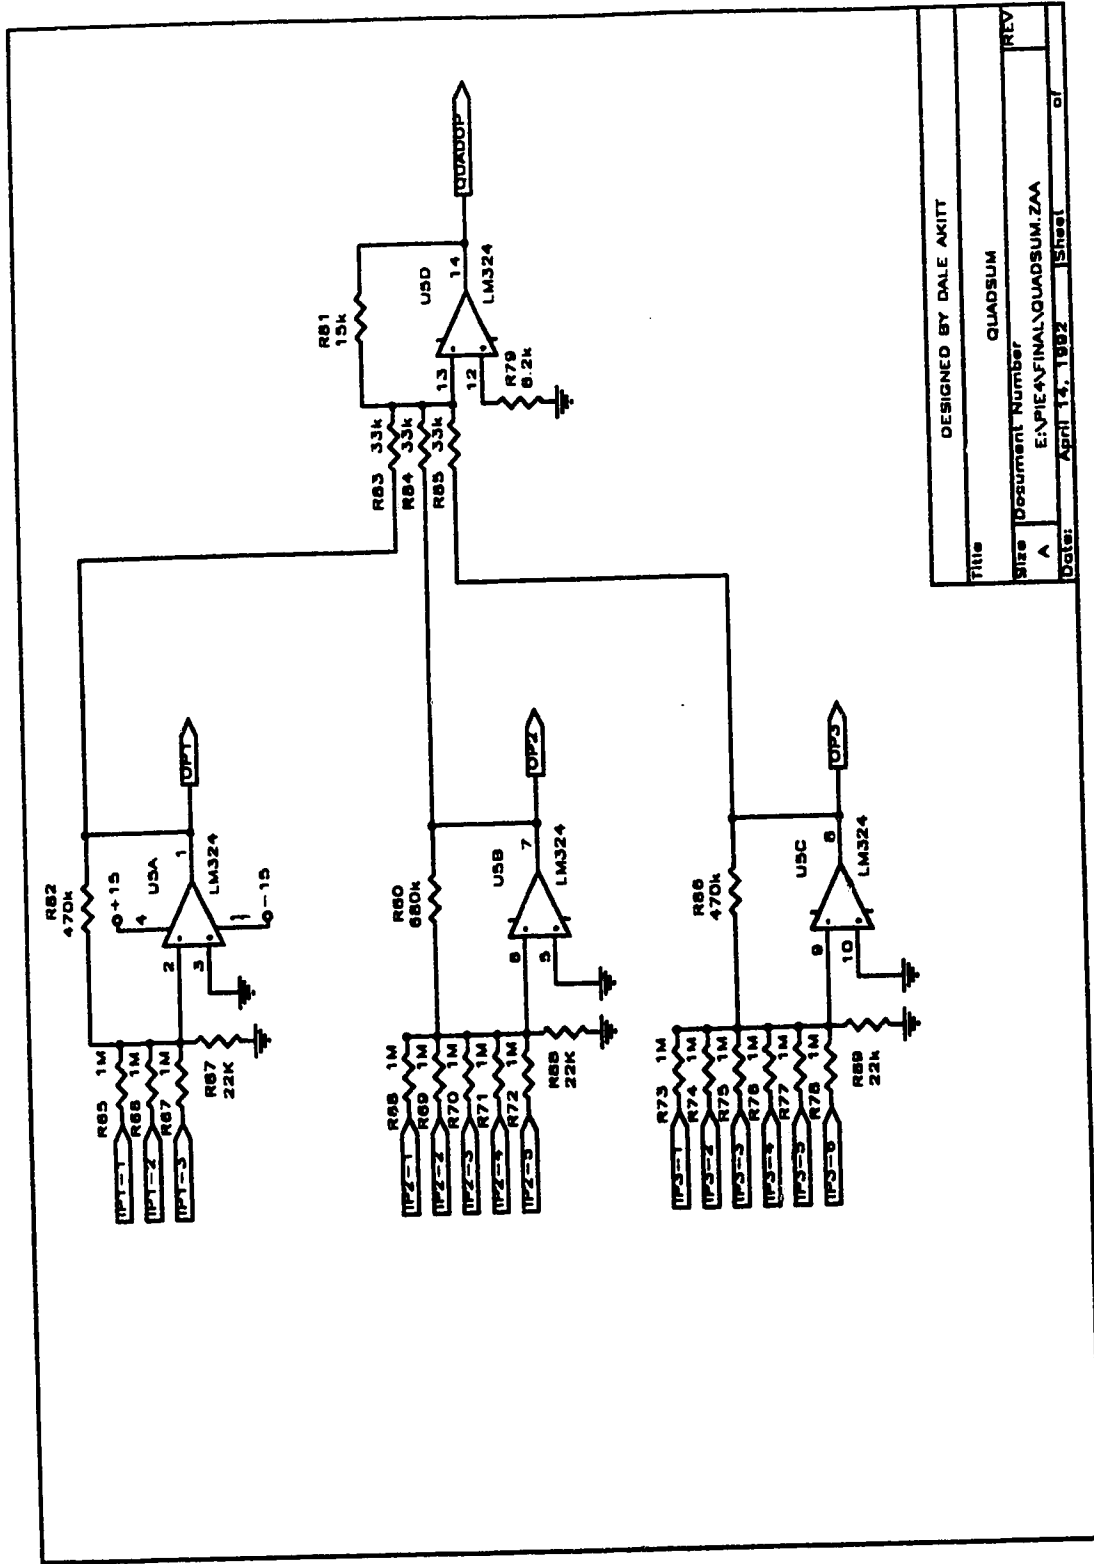 R82
470k
+15
4
U5A
1
LM324
OP1
2
3
-15
R65 1M
R66 1M
R67 1M
IP1-1
IP1-2
IP1-3
R87
22K
R80
680k
U5B
7
LM324
OP2
6
5
R68 1M
R69 1M
R70 1M
R71 1M
R72 1M
IP2-1
IP2-2
IP2-3
IP2-4
IP2-5
R88
22K
R86
470k
U5C
8
LM324
OP3
9
10
R73 1M
R74 1M
R75 1M
R76 1M
R77 1M
R78 1M
IP3-1
IP3-2
IP3-3
IP3-4
IP3-5
IP3-6
R89
22k
R83 33k
R84 33k
R85 33k
R81
15k
U5D
14
LM324
13
12
R79
8.2k
QUADOP
DESIGNED BY DALE AKITT
Title
QUADSUM
Size Document Number REV
A E:\PIE4\FINAL\QUADSUM.ZAA
Date: April 14, 1992 Sheet of